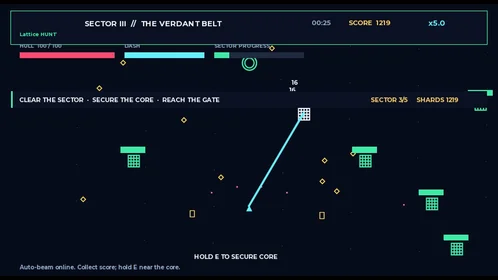 SECTOR III // THE VERDANT BELT
00:25
SCORE 1219
x5.0
Lattice HUNT
HULL 100 / 100
DASH
SECTOR PROGRESS
16
16
CLEAR THE SECTOR - SECURE THE CORE - REACH THE GATE
SECTOR 3/5
SHARDS 1219
HOLD E TO SECURE CORE
Auto-beam online. Collect score; hold E near the core.